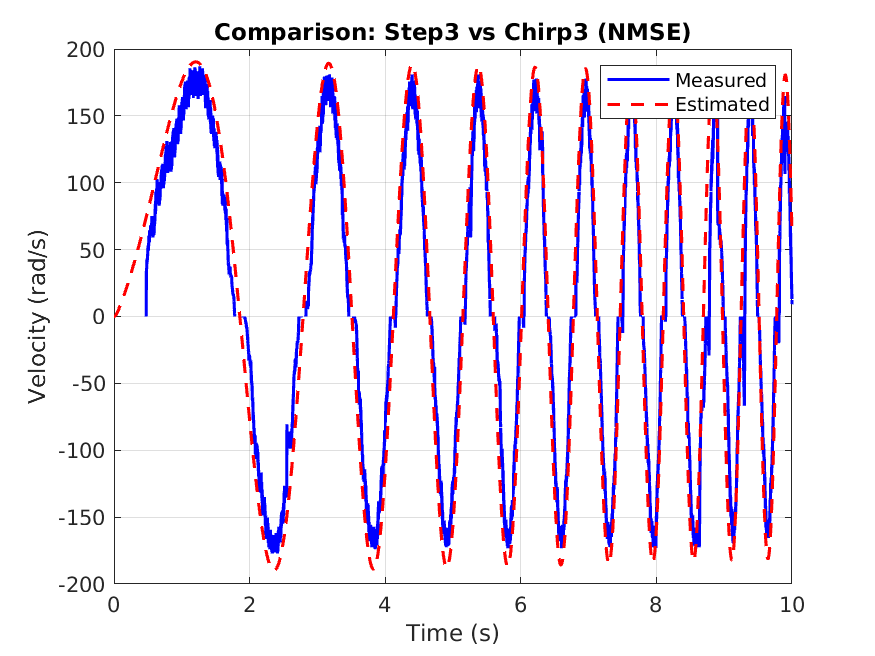 Comparison: Step3 vs Chirp3 (NMSE)
200
150
100
50
0
-50
-100
-150
-200
Velocity (rad/s)
Measured
Estimated
0 2 4 6 8 10
Time (s)